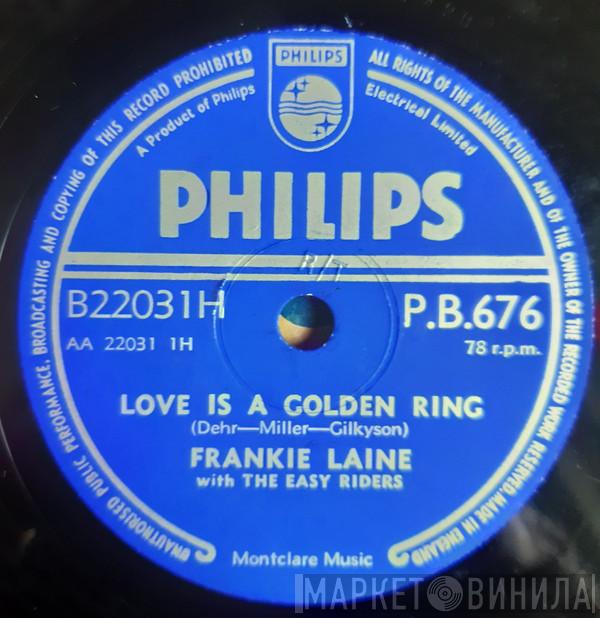 PHILIPS
UNAUTHORISED PUBLIC PERFORMANCE, BROADCASTING AND COPYING OF THIS RECORD PROHIBITED
ALL RIGHTS OF THE MANUFACTURER AND OF THE OWNER OF THE RECORDED WORK RESERVED. MADE IN ENGLAND
A Product of Philips
Electrical Limited
PHILIPS
R/T
B22031H
P.B.676
AA 22031 1H
78 r.p.m.
LOVE IS A GOLDEN RING
(Dehr—Miller—Gilkyson)
FRANKIE LAINE
with THE EASY RIDERS
Montclare Music
МАРКЕТ ВИНИЛА